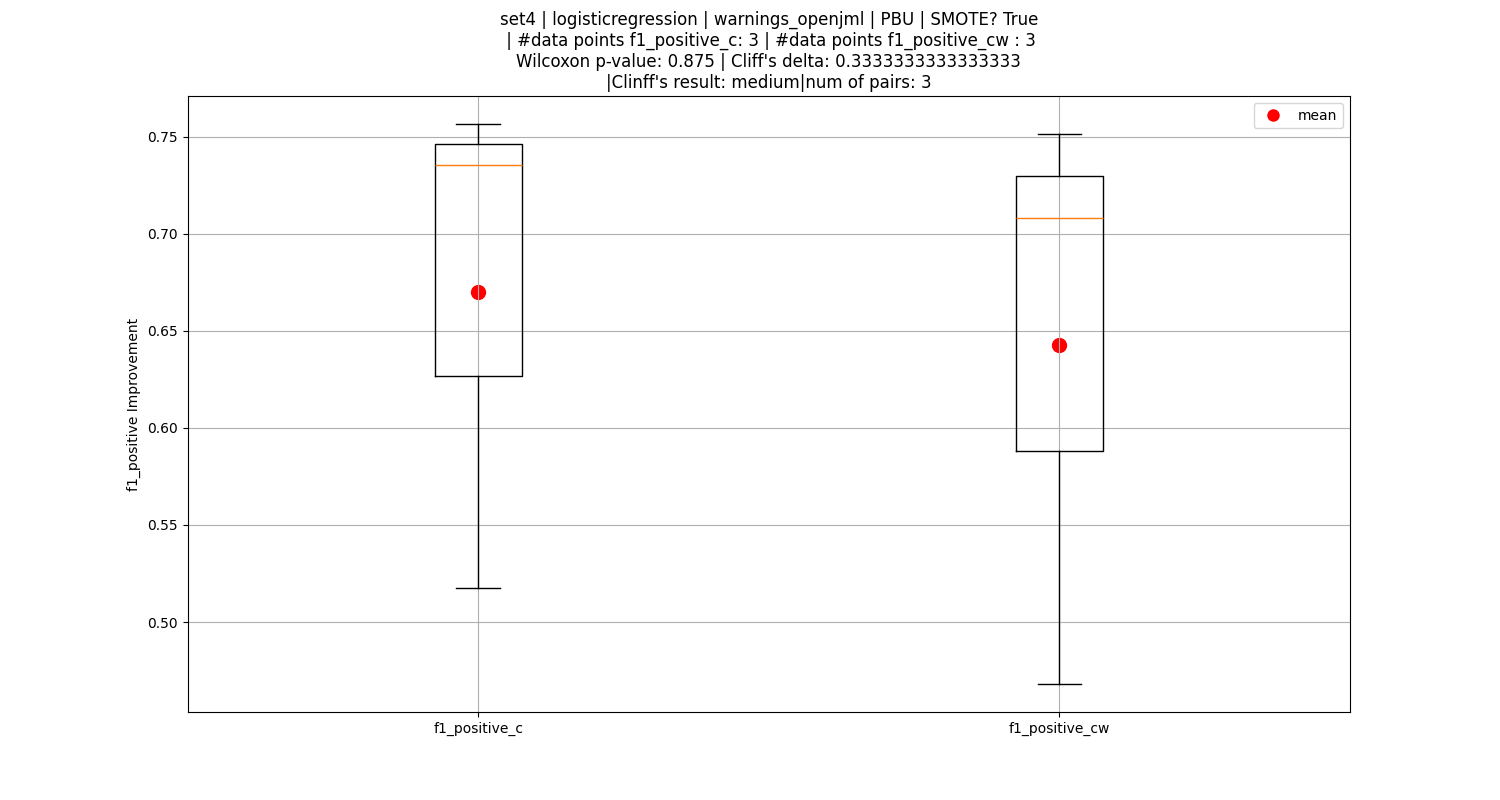 set4 | logisticregression | warnings_openjml | PBU | SMOTE? True
| #data points f1_positive_c: 3 | #data points f1_positive_cw : 3
Wilcoxon p-value: 0.875 | Cliff's delta: 0.3333333333333333
|Clinff's result: medium|num of pairs: 3
mean
f1_positive Improvement
0.75
0.70
0.65
0.60
0.55
0.50
f1_positive_c
f1_positive_cw